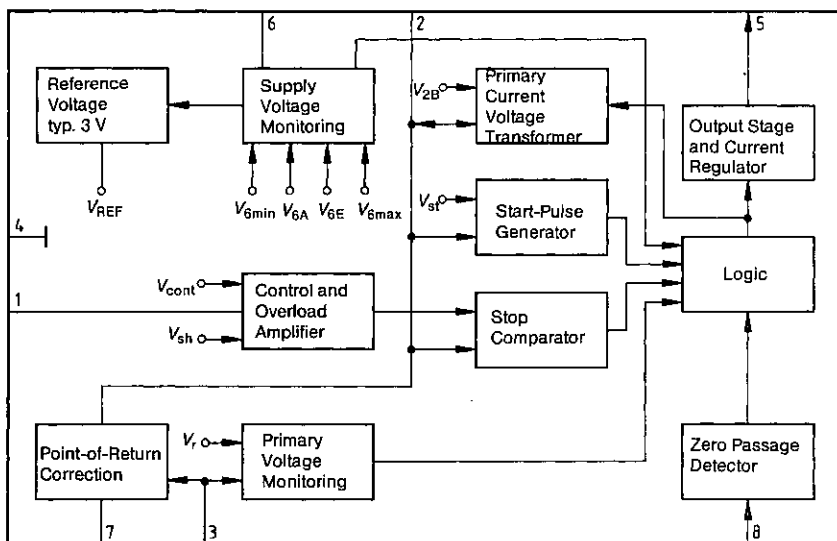 6
2
5
Reference
Voltage
typ. 3 V
Supply
Voltage
Monitoring
V2B
Primary
Current
Voltage
Transformer
Output Stage
and Current
Regulator
VREF
V6min
V6A
V6E
V6max
Vst
Start-Pulse
Generator
4
Logic
1
Vcont
Vsh
Control and
Overload
Amplifier
Stop
Comparator
Point-of-Return
Correction
Vr
Primary
Voltage
Monitoring
Zero Passage
Detector
7
3
8